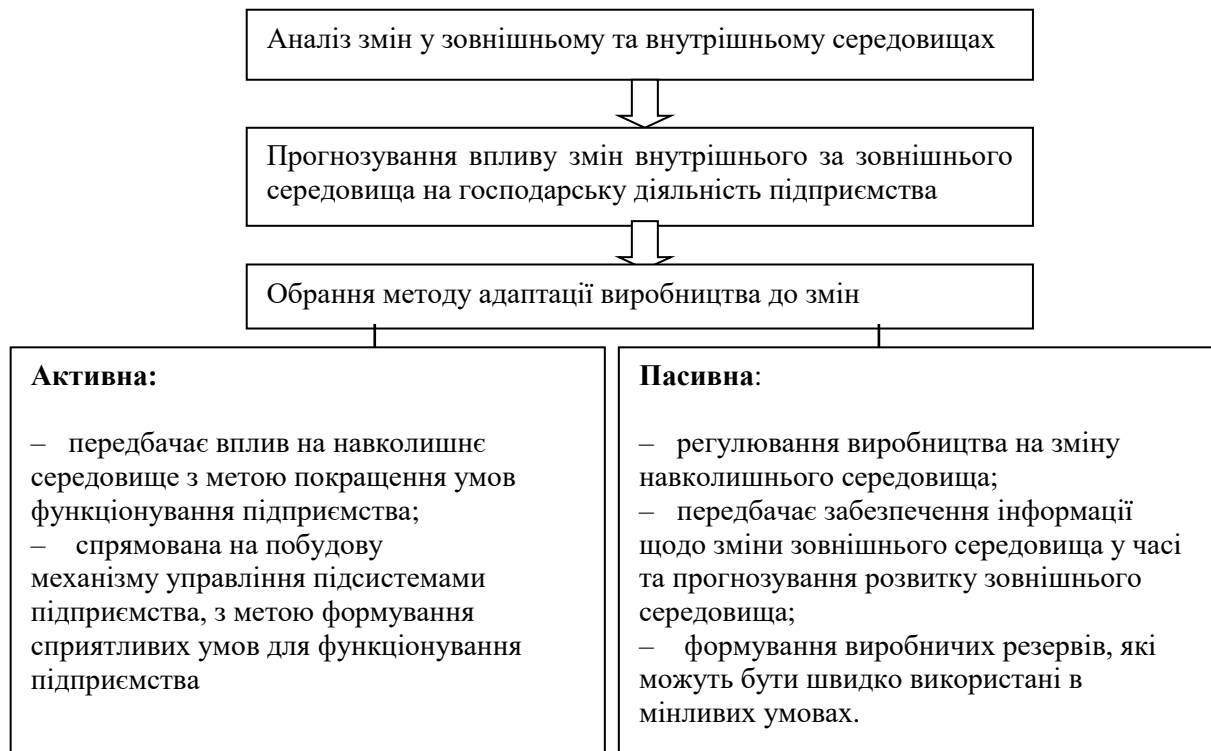 Аналіз змін у зовнішньому та внутрішньому середовищах
Прогнозування впливу змін внутрішнього за зовнішнього
середовища на господарську діяльність підприємства
Обрання методу адаптації виробництва до змін
Активна:
– передбачає вплив на навколишнє
середовище з метою покращення умов
функціонування підприємства;
– спрямована на побудову
механізму управління підсистемами
підприємства, з метою формування
сприятливих умов для функціонування
підприємства
Пасивна:
– регулювання виробництва на зміну
навколишнього середовища;
– передбачає забезпечення інформації
щодо зміни зовнішнього середовища у часі
та прогнозування розвитку зовнішнього
середовища;
– формування виробничих резервів, які
можуть бути швидко використані в
мінливих умовах.